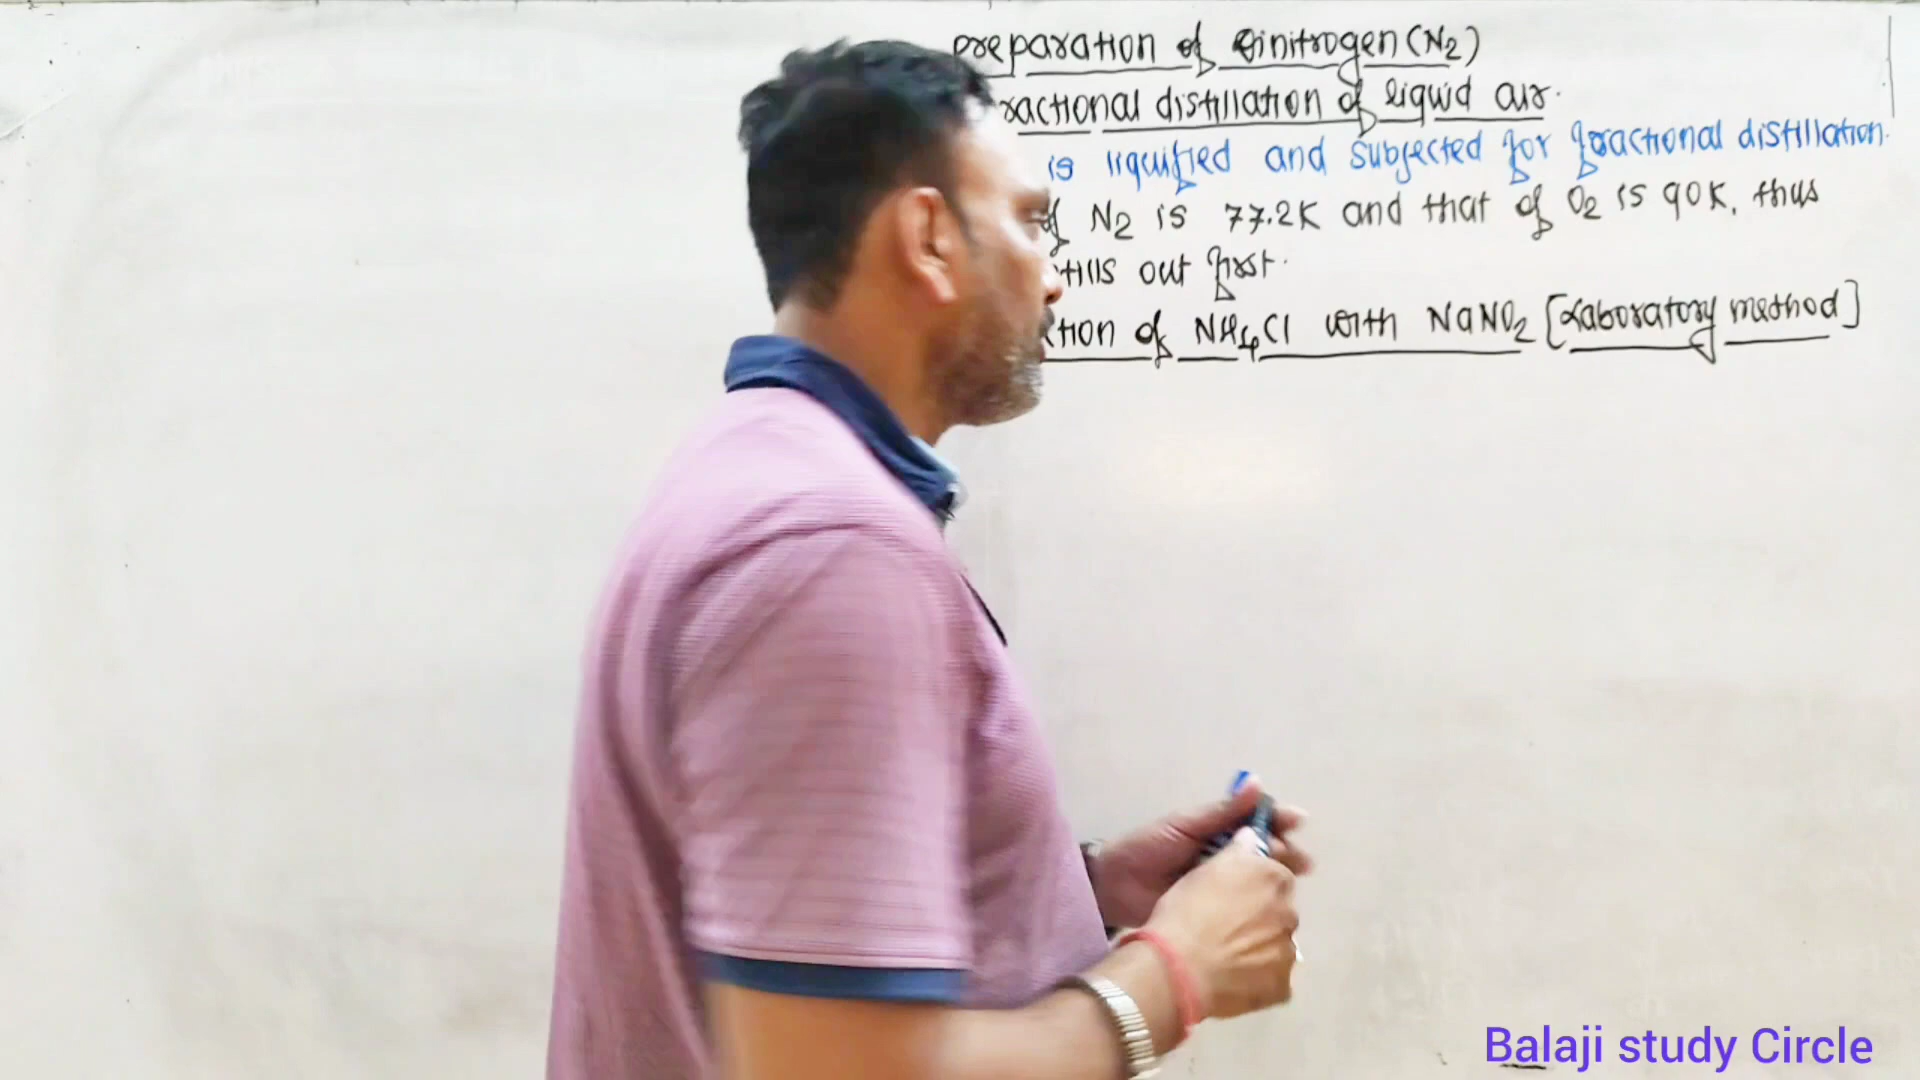 preparation of Dinitrogen (N2)
ractional distillation of liquid air.
is liquified and subjected for fractional distillation.
of N2 is 77.2K and that of O2 is 90K, thus
tills out first.
tion of NH4Cl with NaNO2 [Laboratory method]
Balaji study Circle